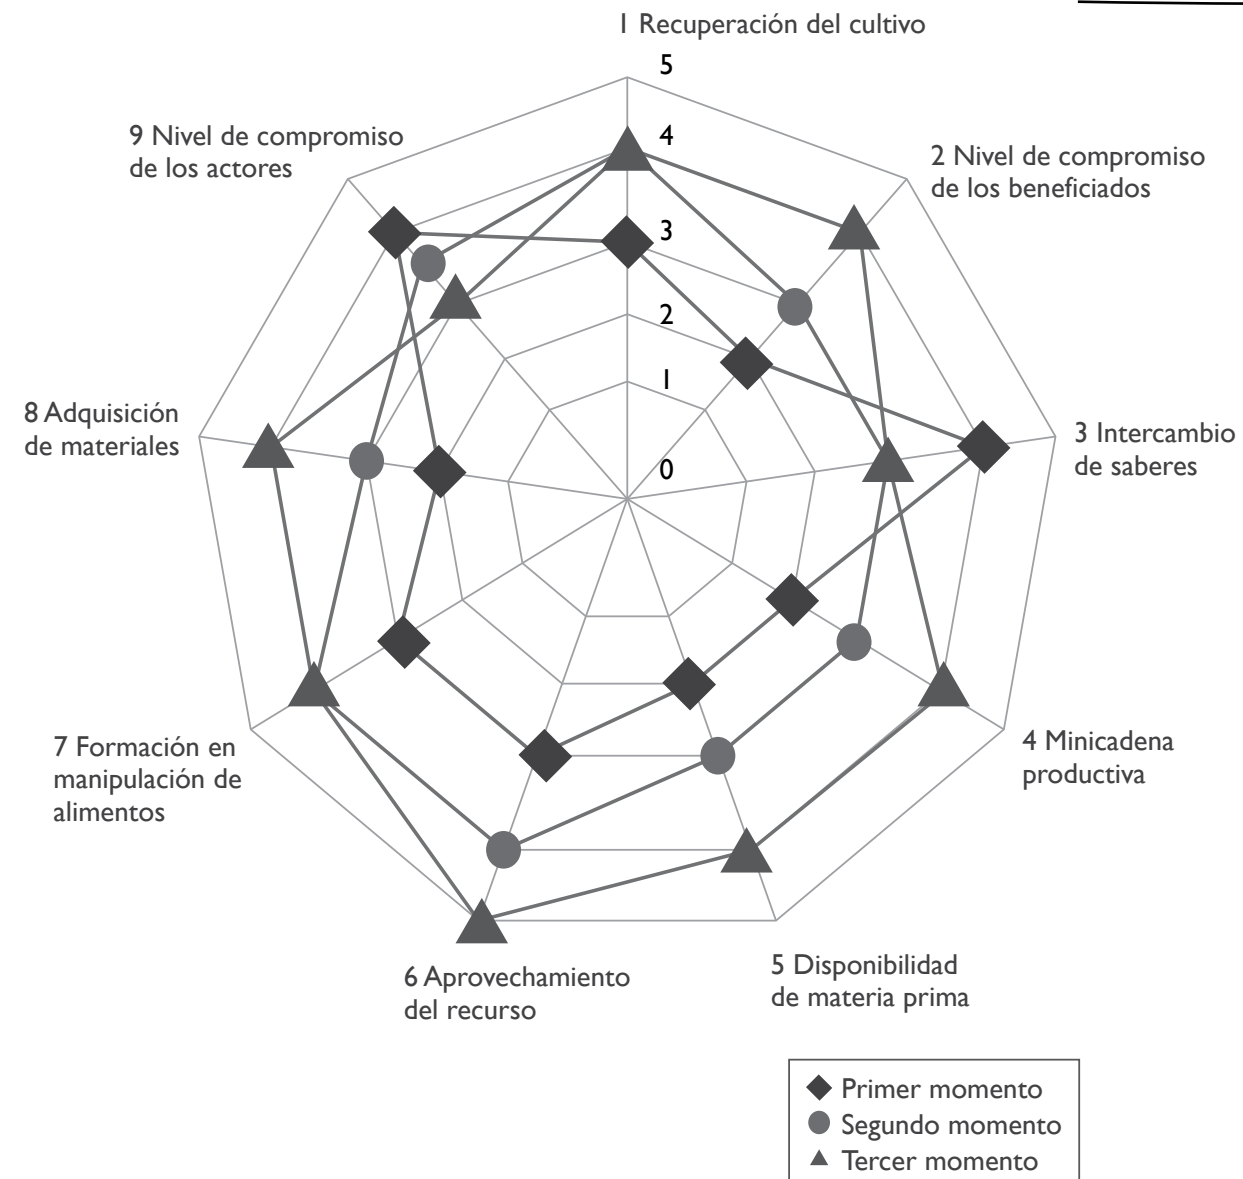 1 Recuperación del cultivo
5
4
3
2
1
0
2 Nivel de compromiso
de los beneficiados
3 Intercambio
de saberes
4 Minicadena
productiva
5 Disponibilidad
de materia prima
6 Aprovechamiento
del recurso
7 Formación en
manipulación de
alimentos
8 Adquisición
de materiales
9 Nivel de compromiso
de los actores
Primer momento
Segundo momento
Tercer momento